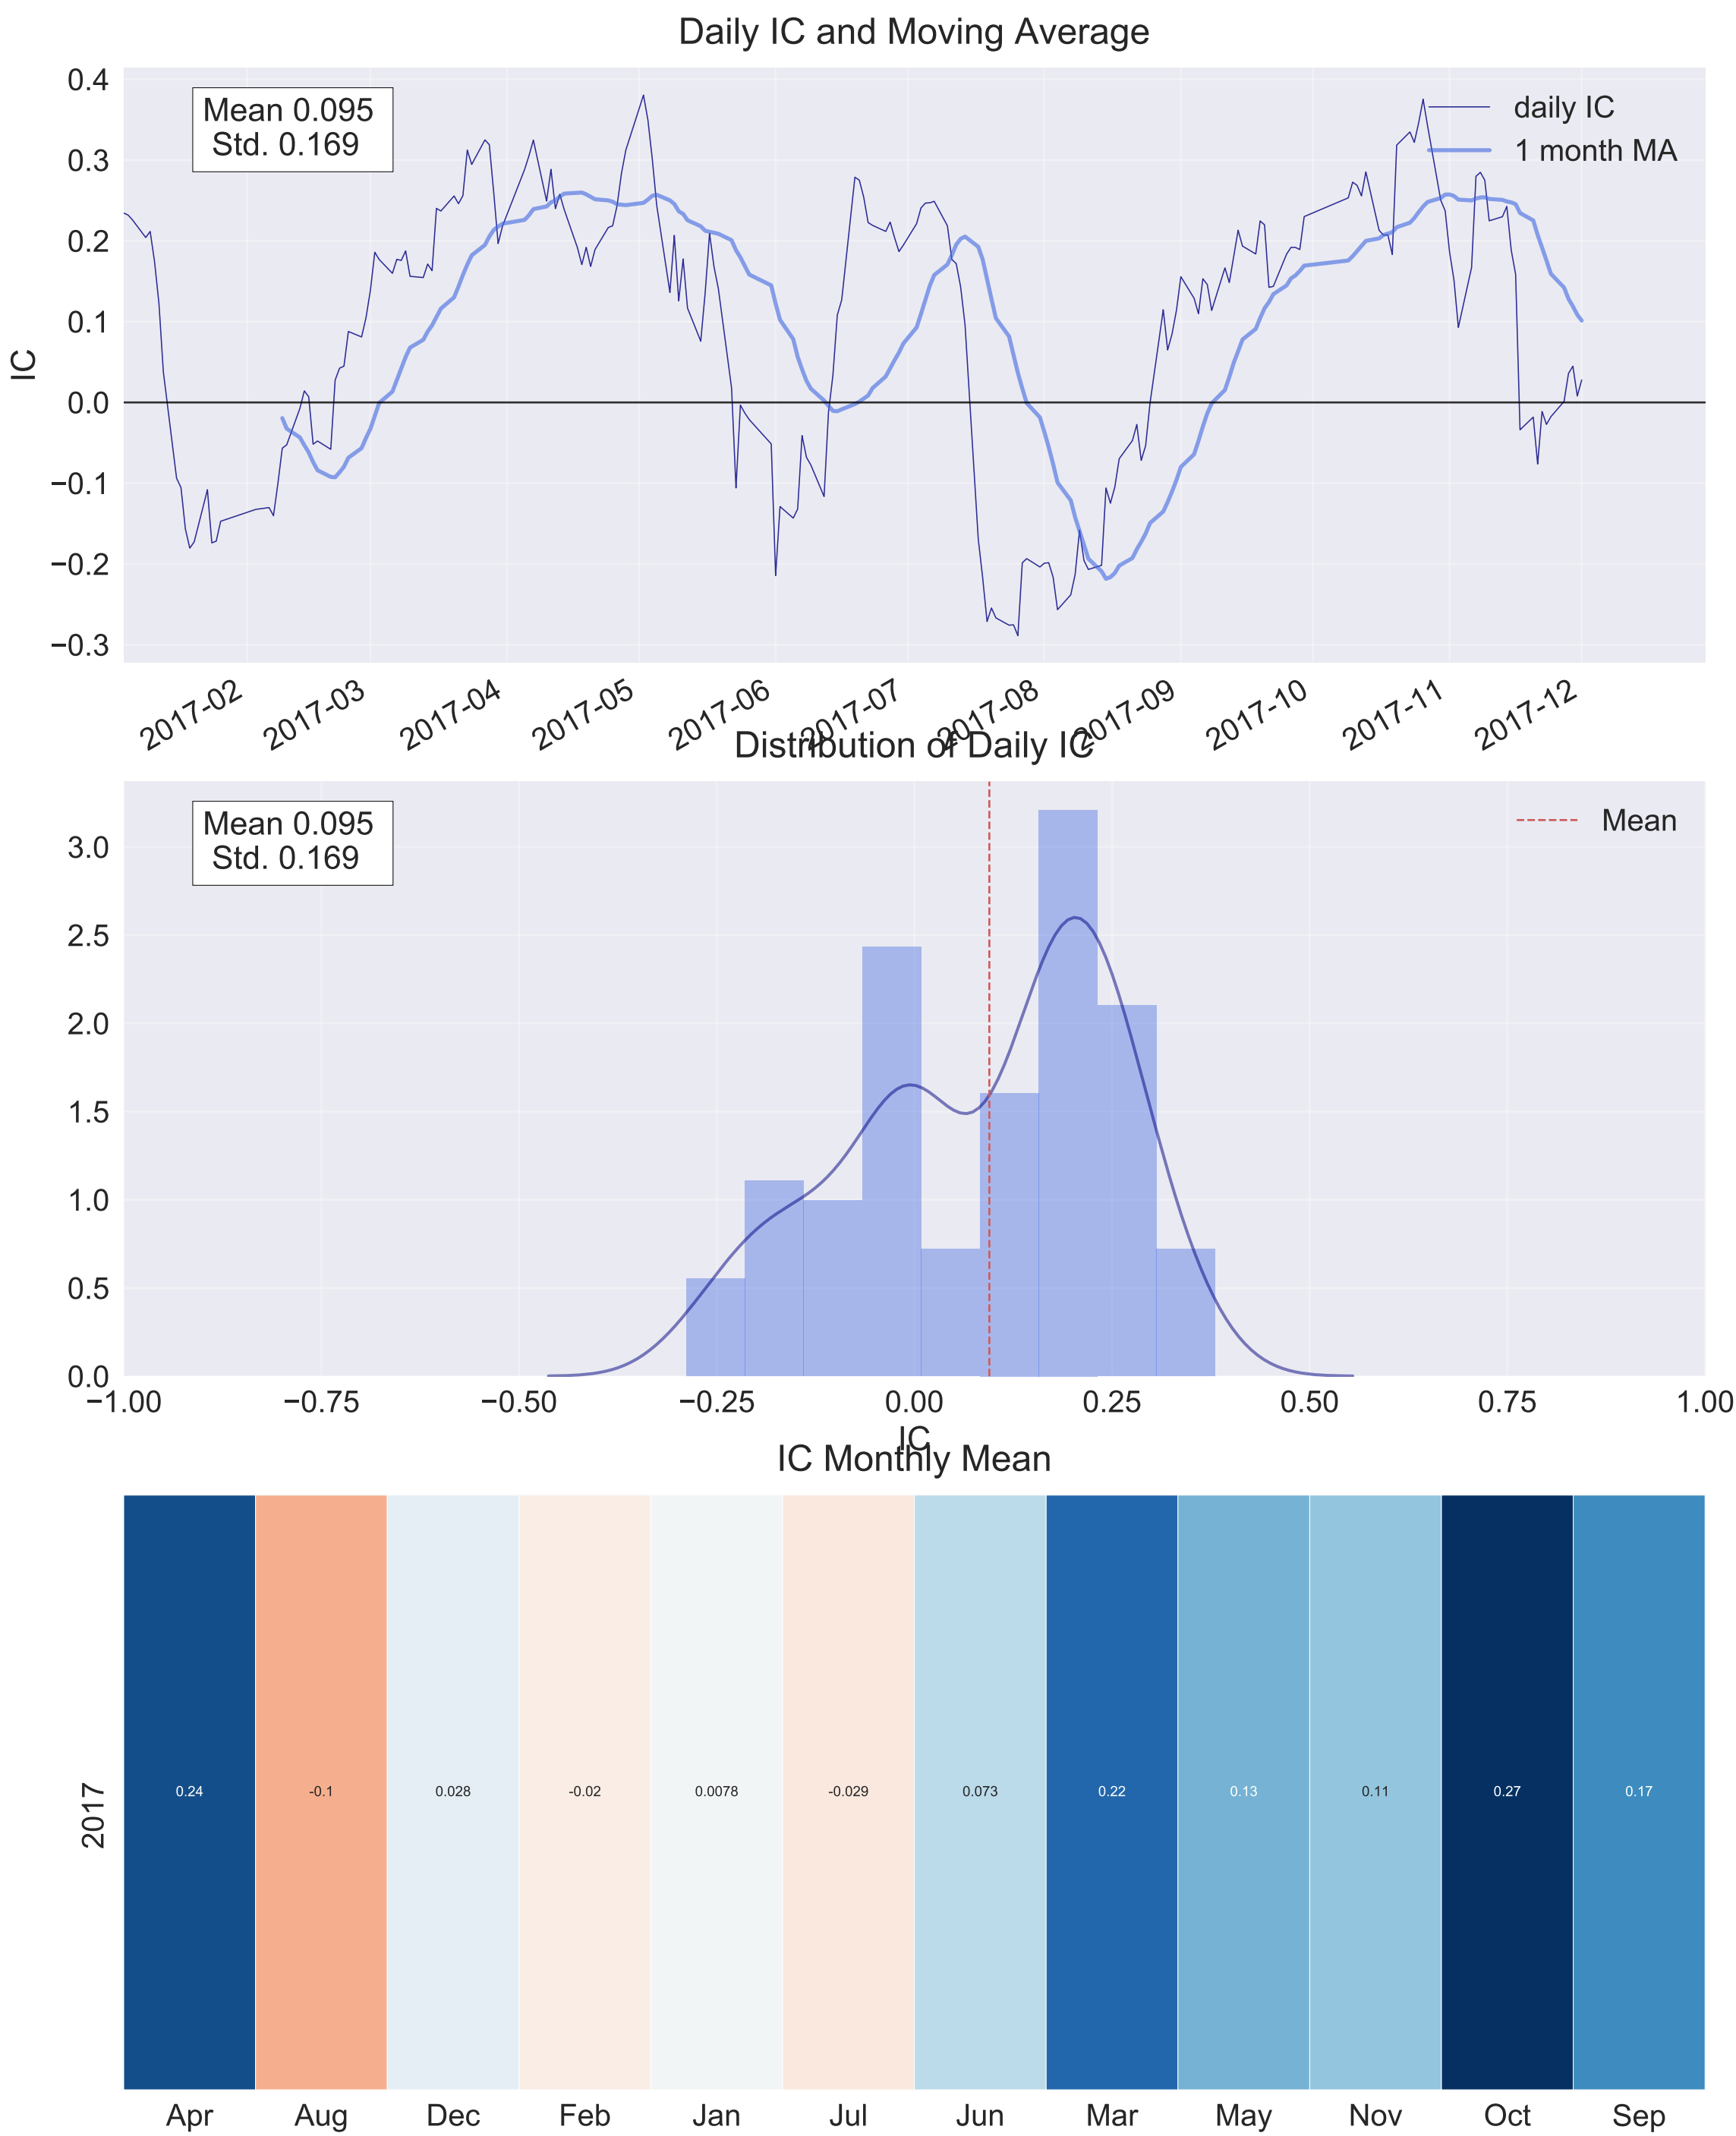 Daily IC and Moving Average
0.4
0.3
0.2
0.1
0.0
−0.1
−0.2
−0.3
IC
Mean 0.095
Std. 0.169
daily IC
1 month MA
2017-02
2017-03
2017-04
2017-05
2017-06
2017-07
2017-08
2017-09
2017-10
2017-11
2017-12
Distribution of Daily IC
3.0
2.5
2.0
1.5
1.0
0.5
0.0
Mean 0.095
Std. 0.169
Mean
−1.00 −0.75 −0.50 −0.25 0.00 0.25 0.50 0.75 1.00
IC
IC Monthly Mean
2017
0.24 -0.1 0.028 -0.02 0.0078 -0.029 0.073 0.22 0.13 0.11 0.27 0.17
Apr Aug Dec Feb Jan Jul Jun Mar May Nov Oct Sep